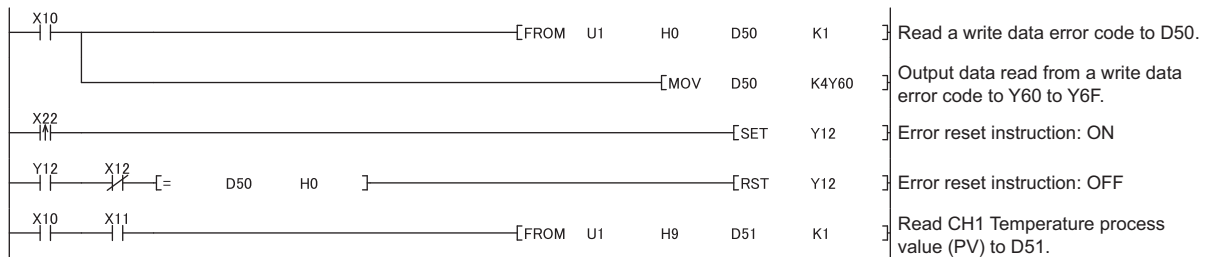 X10
[FROM U1 H0 D50 K1] Read a write data error code to D50.
[MOV D50 K4Y60] Output data read from a write data
error code to Y60 to Y6F.
X22
[SET Y12] Error reset instruction: ON
Y12 X12
[= D50 H0] [RST Y12] Error reset instruction: OFF
X10 X11
[FROM U1 H9 D51 K1] Read CH1 Temperature process
value (PV) to D51.